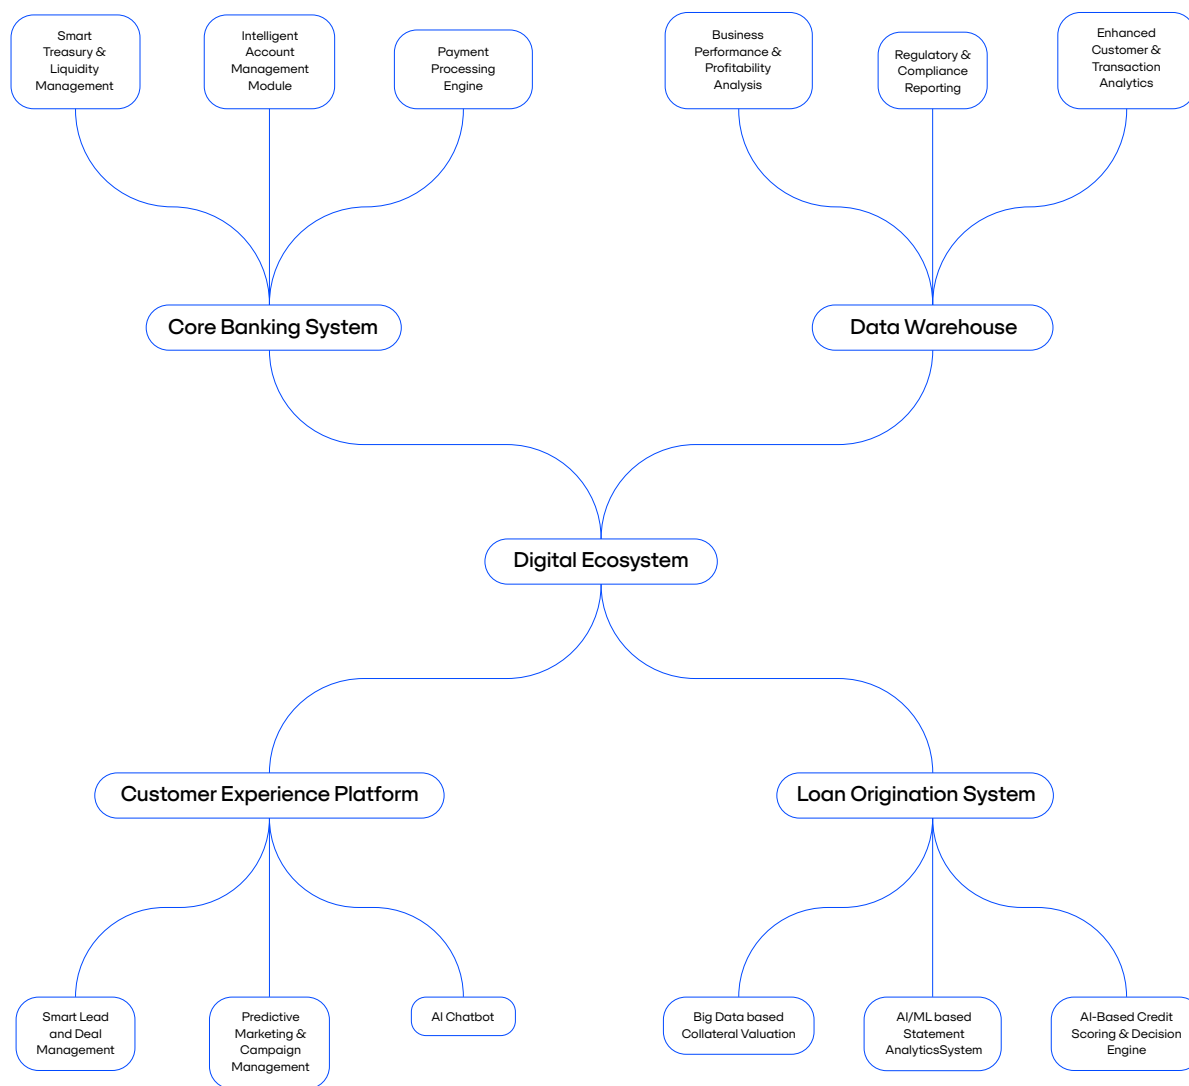 Smart
Treasury &
Liquidity
Management
Intelligent
Account
Management
Module
Payment
Processing
Engine
Business
Performance &
Profitability
Analysis
Regulatory &
Compliance
Reporting
Enhanced
Customer &
Transaction
Analytics
Core Banking System
Data Warehouse
Digital Ecosystem
Customer Experience Platform
Loan Origination System
Smart Lead
and Deal
Management
Predictive
Marketing &
Campaign
Management
AI Chatbot
Big Data based
Collateral Valuation
AI/ML based
Statement
AnalyticsSystem
AI-Based Credit
Scoring & Decision
Engine